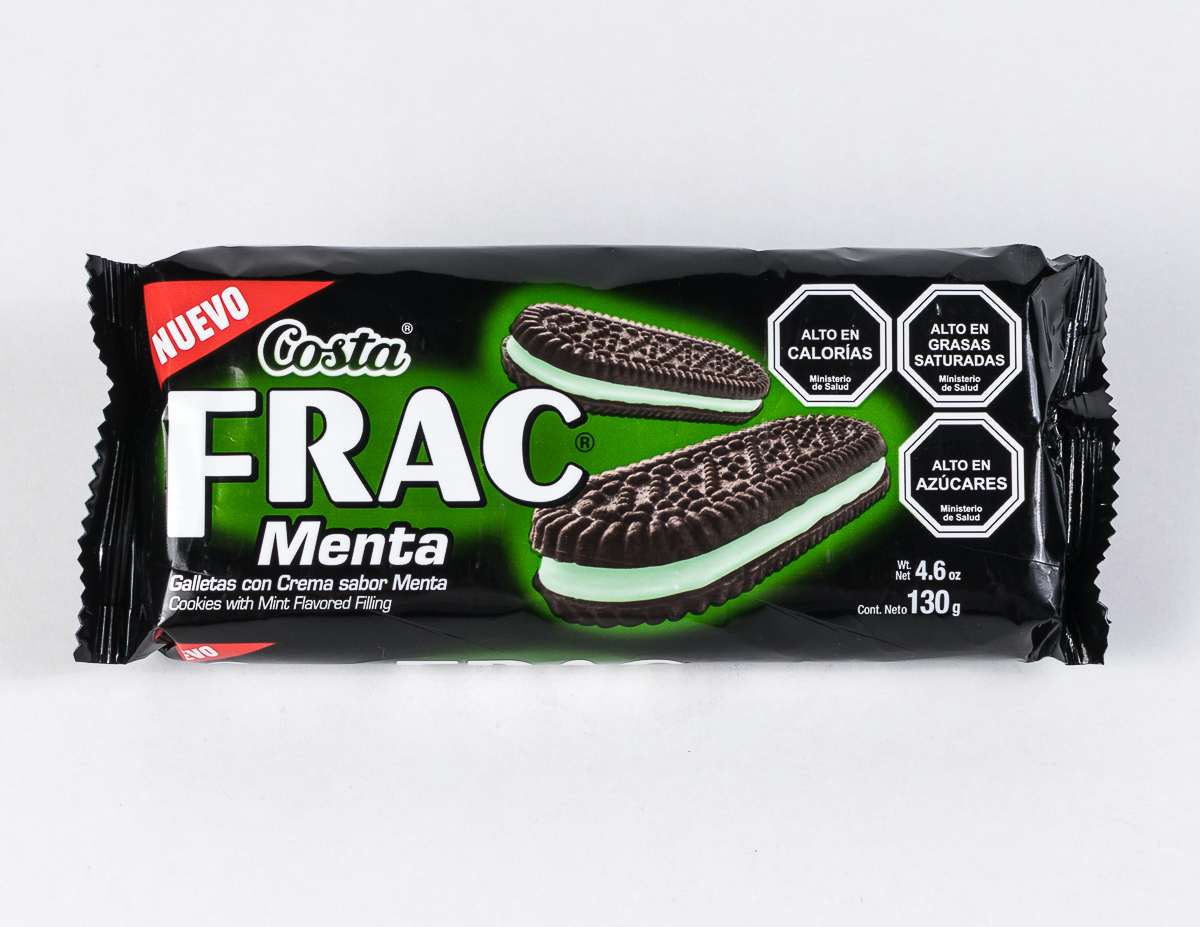 NUEVO
Costa®
FRAC®
Menta
Galletas con Crema sabor Menta
Cookies with Mint Flavored Filling
ALTO EN
CALORÍAS
Ministerio
de Salud
ALTO EN
GRASAS
SATURADAS
Ministerio
de Salud
ALTO EN
AZÚCARES
Ministerio
de Salud
Wt.
Net 4.6 oz
Cont. Neto 130 g
EVO